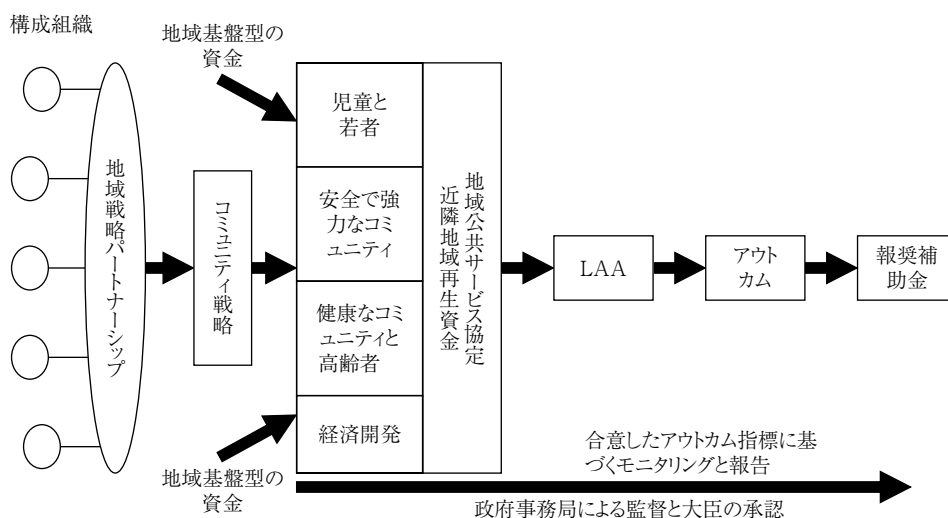 構成組織
地域基盤型の
資金
地域戦略パートナーシップ
コミュニティ戦略
児童と
若者
安全で強
力なコミ
ュニティ
健康なコミ
ュニティと
高齢者
経済開発
地域公共サービス協定
近隣地域再生資金
LAA
アウト
カム
報奨補
助金
地域基盤型の
資金
合意したアウトカム指標に基
づくモニタリングと報告
政府事務局による監督と大臣の承認